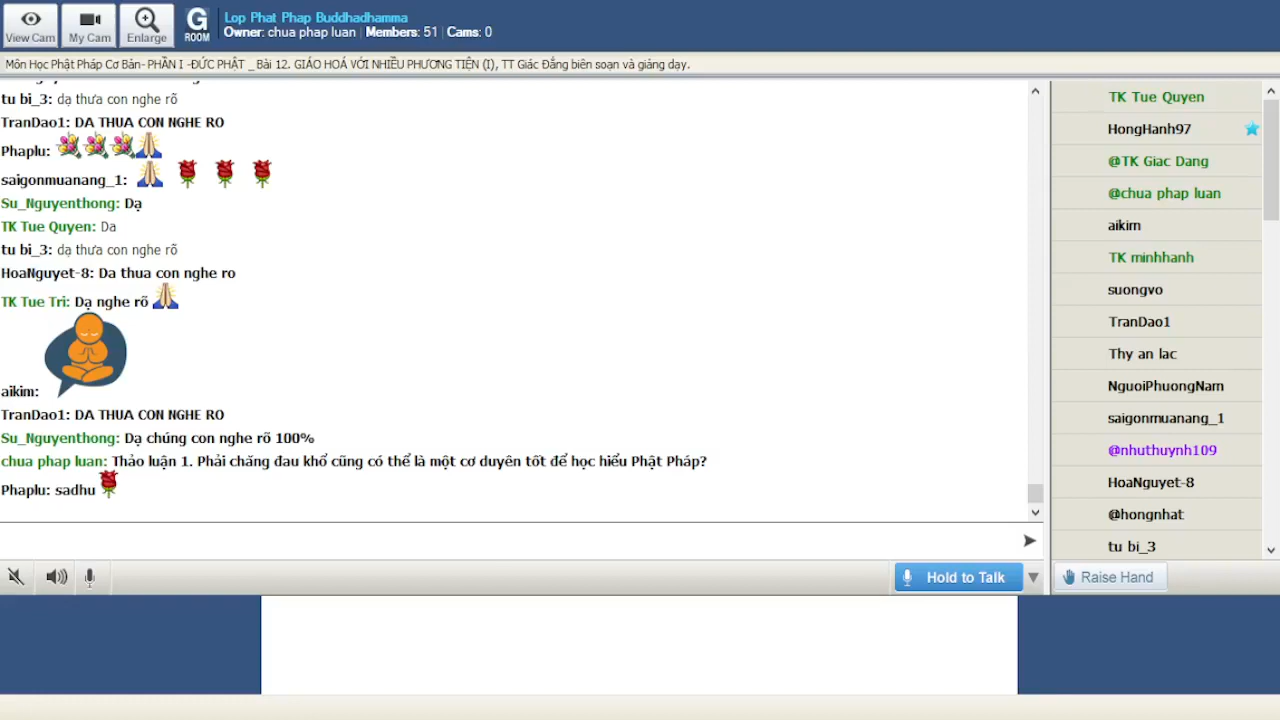 View Cam
My Cam
Enlarge
G
ROOM
Lop Phat Phap Buddhadhamma
Owner: chua phap luan | Members: 51 | Cams: 0
Môn Học Phật Pháp Cơ Bản- PHẦN I -ĐỨC PHẬT _ Bài 12. GIÁO HOÁ VỚI NHIỀU PHƯƠNG TIỆN (I), TT Giác Đẳng biên soạn và giảng dạy.
tu bi_3: dạ thưa con nghe rõ
TranDao1: DA THUA CON NGHE RO
Phaplu:
saigonmuanang_1:
Su_Nguyenthong: Dạ
TK Tue Quyen: Da
tu bi_3: dạ thưa con nghe rõ
HoaNguyet-8: Da thua con nghe ro
TK Tue Tri: Dạ nghe rõ
aikim:
TranDao1: DA THUA CON NGHE RO
Su_Nguyenthong: Dạ chúng con nghe rõ 100%
chua phap luan: Thảo luận 1. Phải chăng đau khổ cũng có thể là một cơ duyên tốt để học hiểu Phật Pháp?
Phaplu: sadhu
Hold to Talk
TK Tue Quyen
HongHanh97
@TK Giac Dang
@chua phap luan
aikim
TK minhhanh
suongvo
TranDao1
Thy an lac
NguoiPhuongNam
saigonmuanang_1
@nhuthuynh109
HoaNguyet-8
@hongnhat
tu bi_3
Raise Hand